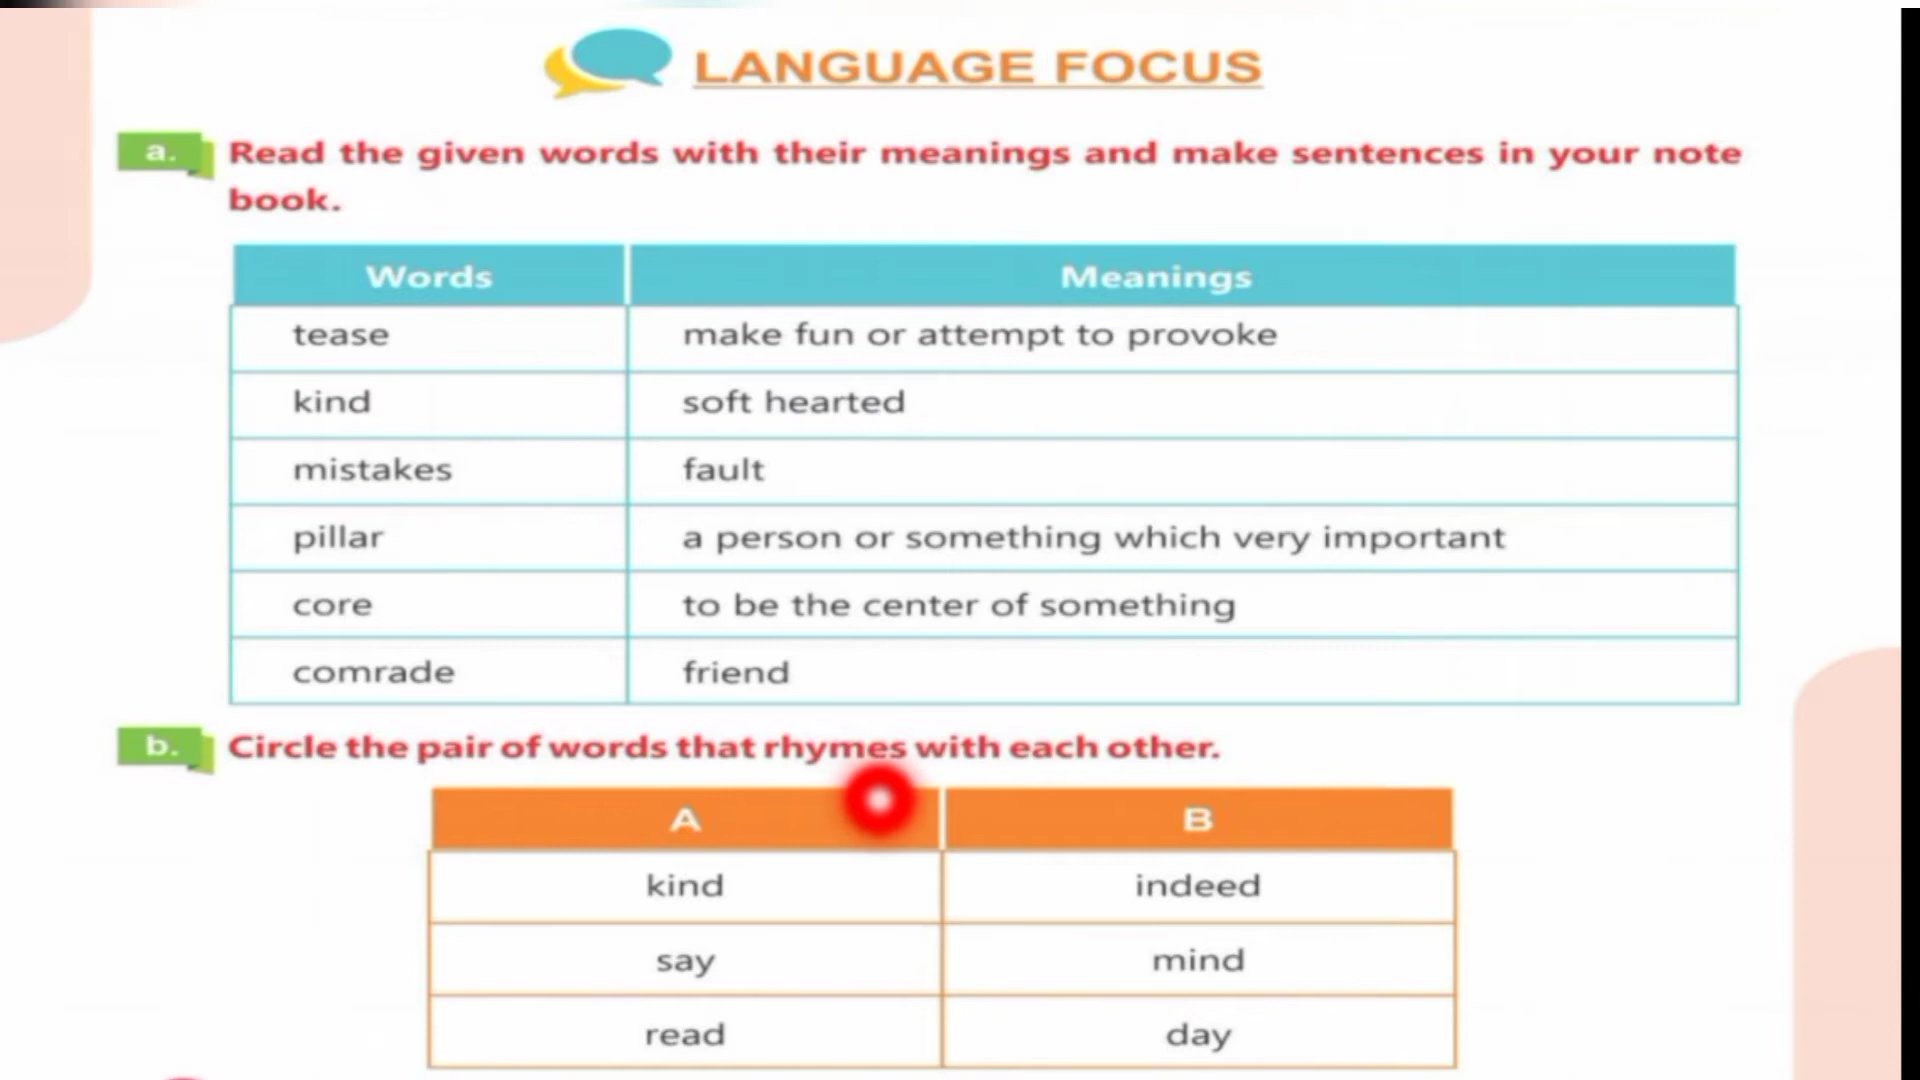 LANGUAGE FOCUS
a. Read the given words with their meanings and make sentences in your note
book.
Words Meanings
tease make fun or attempt to provoke
kind soft hearted
mistakes fault
pillar a person or something which very important
core to be the center of something
comrade friend
b. Circle the pair of words that rhymes with each other.
A B
kind indeed
say mind
read day